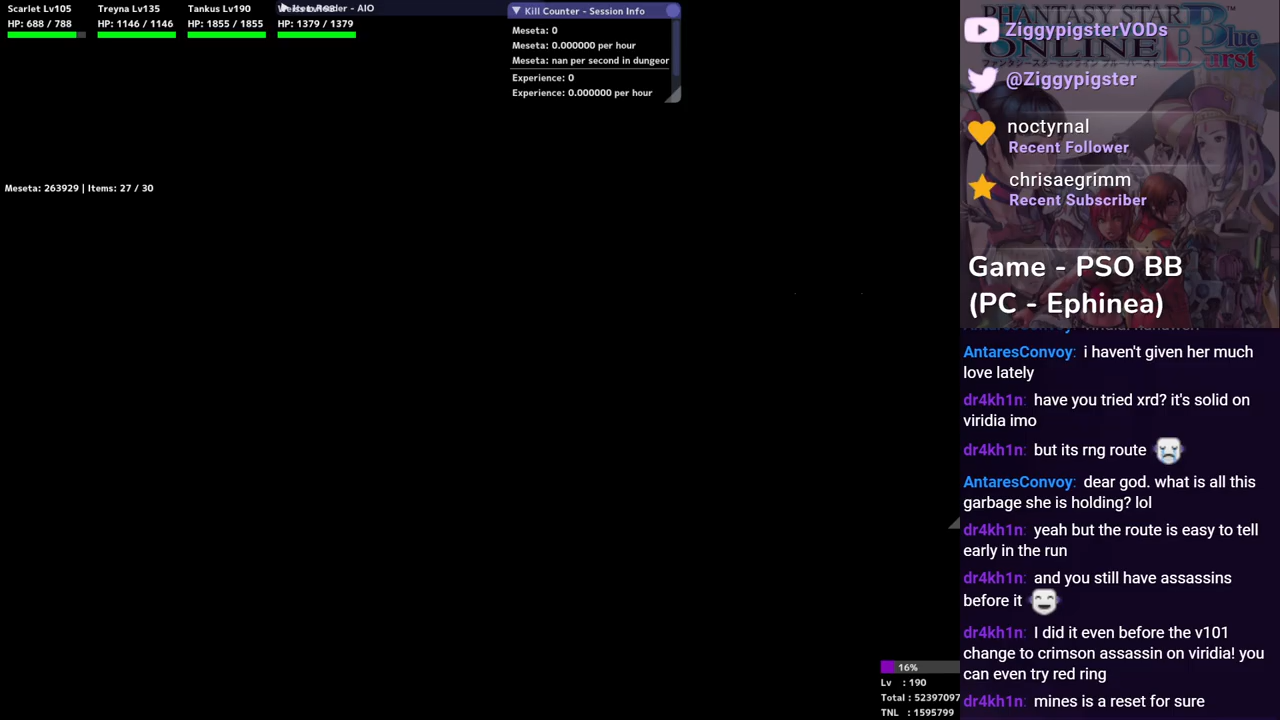 Scarlet Lv105
Treyna Lv135
Tankus Lv190
HP: 688 / 788
HP: 1146 / 1146
HP: 1855 / 1855
HP: 1379 / 1379
- AIO
Kill Counter - Session Info
Meseta: 0
Meseta: 0.000000 per hour
Meseta: nan per second in dungeor
Experience: 0
Experience: 0.000000 per hour
Meseta: 263929 | Items: 27 / 30
16%
Lv : 190
Total : 52397097
TNL : 1595799
PHANTASY STAR
ONLINE Blue
Burst
ZiggypigsterVODs
@Ziggypigster
noctyrnal
Recent Follower
chrisaegrimm
Recent Subscriber
Game - PSO BB
(PC - Ephinea)
AntaresConvoy: i haven't given her much
love lately
dr4kh1n: have you tried xrd? it's solid on
viridia imo
dr4kh1n: but its rng route
AntaresConvoy: dear god. what is all this
garbage she is holding? lol
dr4kh1n: yeah but the route is easy to tell
early in the run
dr4kh1n: and you still have assassins
before it
dr4kh1n: I did it even before the v101
change to crimson assassin on viridia! you
can even try red ring
dr4kh1n: mines is a reset for sure